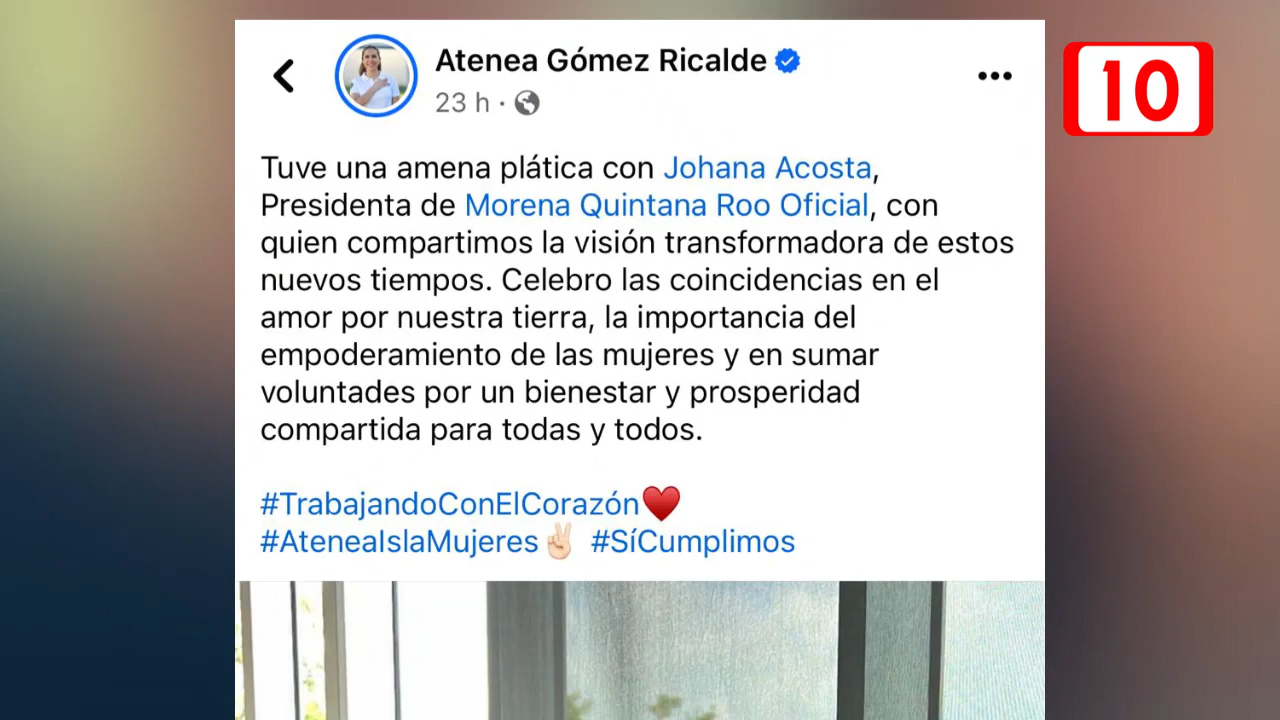 Atenea Gómez Ricalde
23 h ·
10
Tuve una amena plática con Johana Acosta,
Presidenta de Morena Quintana Roo Oficial, con
quien compartimos la visión transformadora de estos
nuevos tiempos. Celebro las coincidencias en el
amor por nuestra tierra, la importancia del
empoderamiento de las mujeres y en sumar
voluntades por un bienestar y prosperidad
compartida para todas y todos.
#TrabajandoConElCorazón♥️
#AteneaIslaMujeres✌🏻 #SíCumplimos